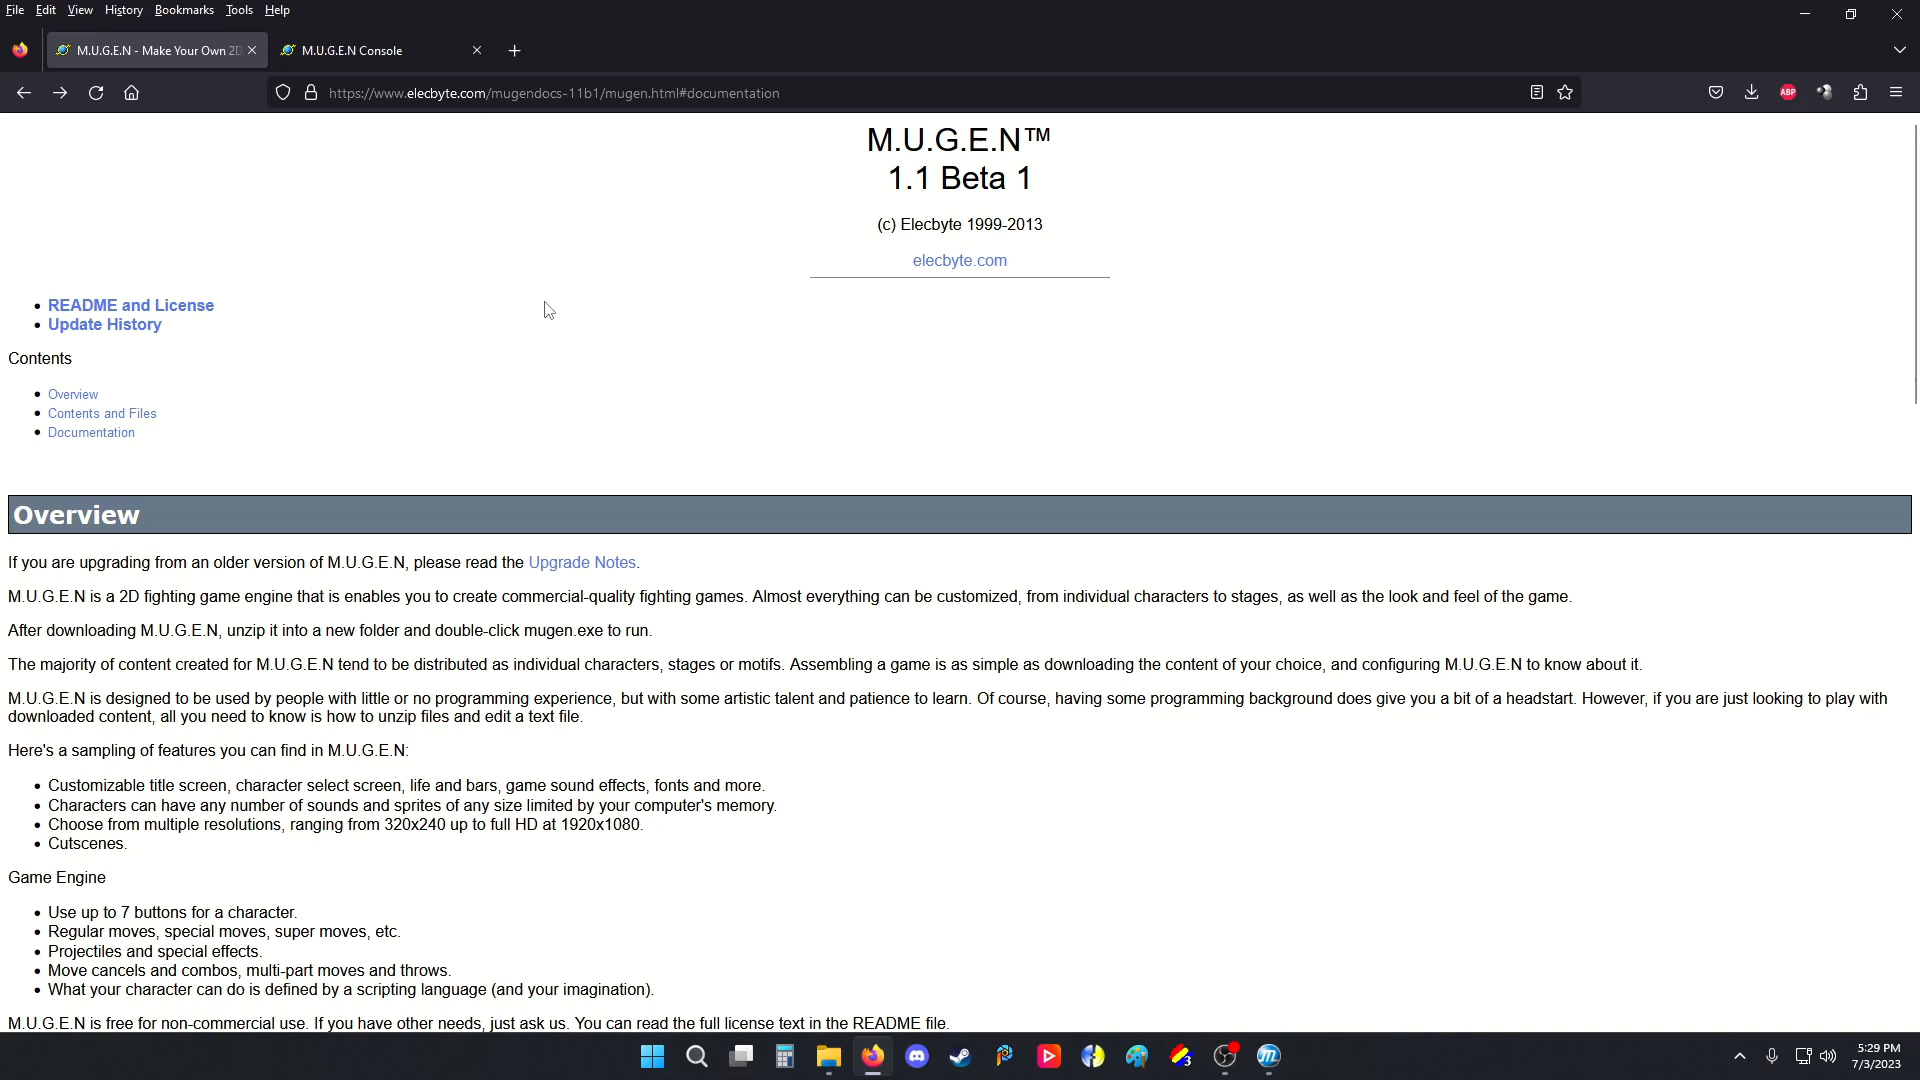 File Edit View History Bookmarks Tools Help
M.U.G.E.N - Make Your Own 2D
M.U.G.E.N Console
https://www.elecbyte.com/mugendocs-11b1/mugen.html#documentation
ABP
M.U.G.E.N™
1.1 Beta 1
(c) Elecbyte 1999-2013
elecbyte.com
README and License
Update History
Contents
Overview
Contents and Files
Documentation
Overview
If you are upgrading from an older version of M.U.G.E.N, please read the Upgrade Notes.
M.U.G.E.N is a 2D fighting game engine that is enables you to create commercial-quality fighting games. Almost everything can be customized, from individual characters to stages, as well as the look and feel of the game.
After downloading M.U.G.E.N, unzip it into a new folder and double-click mugen.exe to run.
The majority of content created for M.U.G.E.N tend to be distributed as individual characters, stages or motifs. Assembling a game is as simple as downloading the content of your choice, and configuring M.U.G.E.N to know about it.
M.U.G.E.N is designed to be used by people with little or no programming experience, but with some artistic talent and patience to learn. Of course, having some programming background does give you a bit of a headstart. However, if you are just looking to play with
downloaded content, all you need to know is how to unzip files and edit a text file.
Here's a sampling of features you can find in M.U.G.E.N:
Customizable title screen, character select screen, life and bars, game sound effects, fonts and more.
Characters can have any number of sounds and sprites of any size limited by your computer's memory.
Choose from multiple resolutions, ranging from 320x240 up to full HD at 1920x1080.
Cutscenes.
Game Engine
Use up to 7 buttons for a character.
Regular moves, special moves, super moves, etc.
Projectiles and special effects.
Move cancels and combos, multi-part moves and throws.
What your character can do is defined by a scripting language (and your imagination).
M.U.G.E.N is free for non-commercial use. If you have other needs, just ask us. You can read the full license text in the README file.
3
5:29 PM
7/3/2023